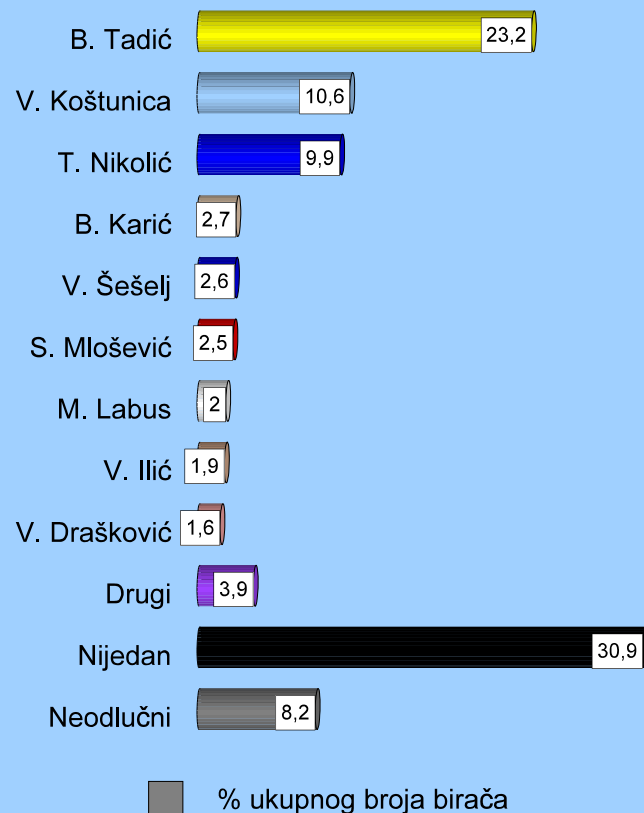 B. Tadić 23,2
V. Koštunica 10,6
T. Nikolić 9,9
B. Karić 2,7
V. Šešelj 2,6
S. Mlošević 2,5
M. Labus 2
V. Ilić 1,9
V. Drašković 1,6
Drugi 3,9
Nijedan 30,9
Neodlučni 8,2
% ukupnog broja birača